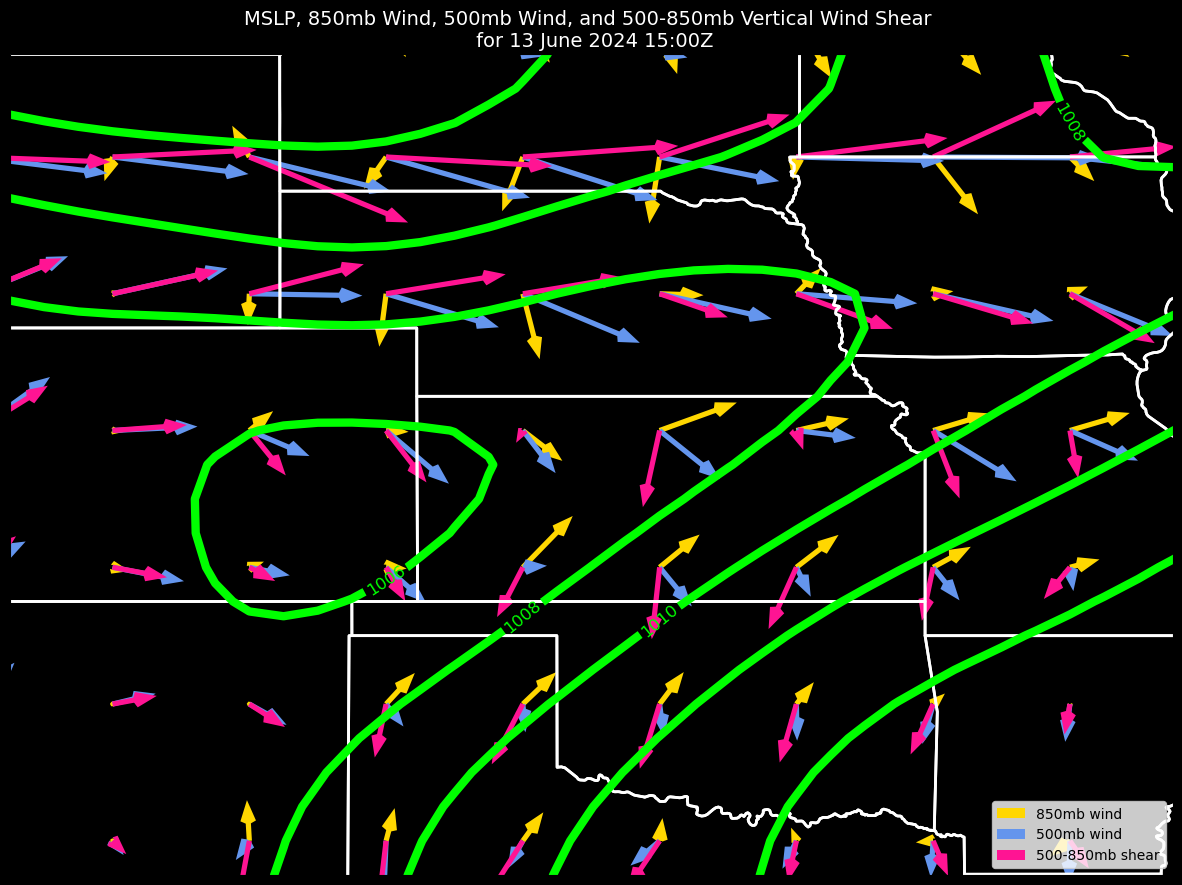 MSLP, 850mb Wind, 500mb Wind, and 500-850mb Vertical Wind Shear
for 13 June 2024 15:00Z
1008
1006
1008
1010
850mb wind
500mb wind
500-850mb shear